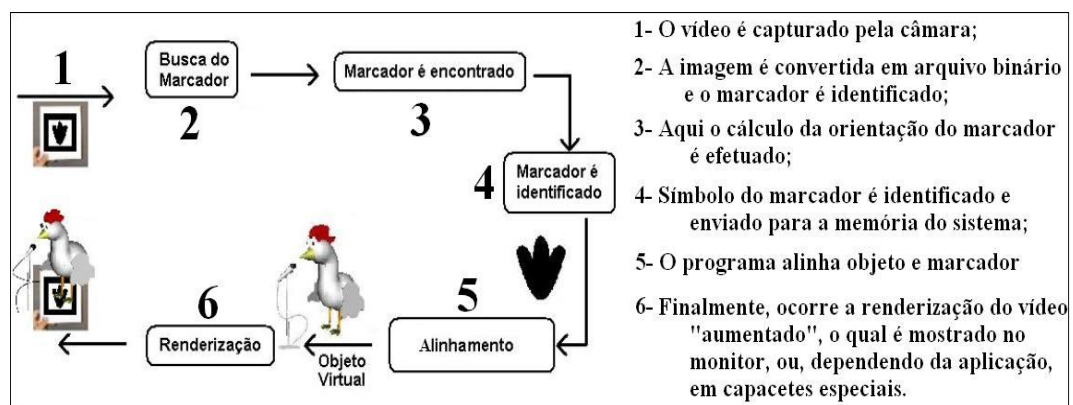 1
Busca do
Marcador
2
Marcador é encontrado
3
4
Marcador é
identificado
5
Alinhamento
Objeto
Virtual
6
Renderização
1- O vídeo é capturado pela câmara;
2- A imagem é convertida em arquivo binário
e o marcador é identificado;
3- Aqui o cálculo da orientação do marcador
é efetuado;
4- Símbolo do marcador é identificado e
enviado para a memória do sistema;
5- O programa alinha objeto e marcador
6- Finalmente, ocorre a renderização do vídeo
"aumentado", o qual é mostrado no
monitor, ou, dependendo da aplicação,
em capacetes especiais.